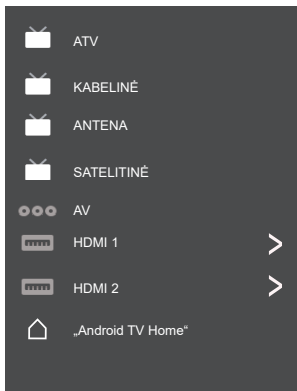 ATV
KABELINĖ
ANTENA
SATELITINĖ
AV
HDMI 1
HDMI 2
„Android TV Home“